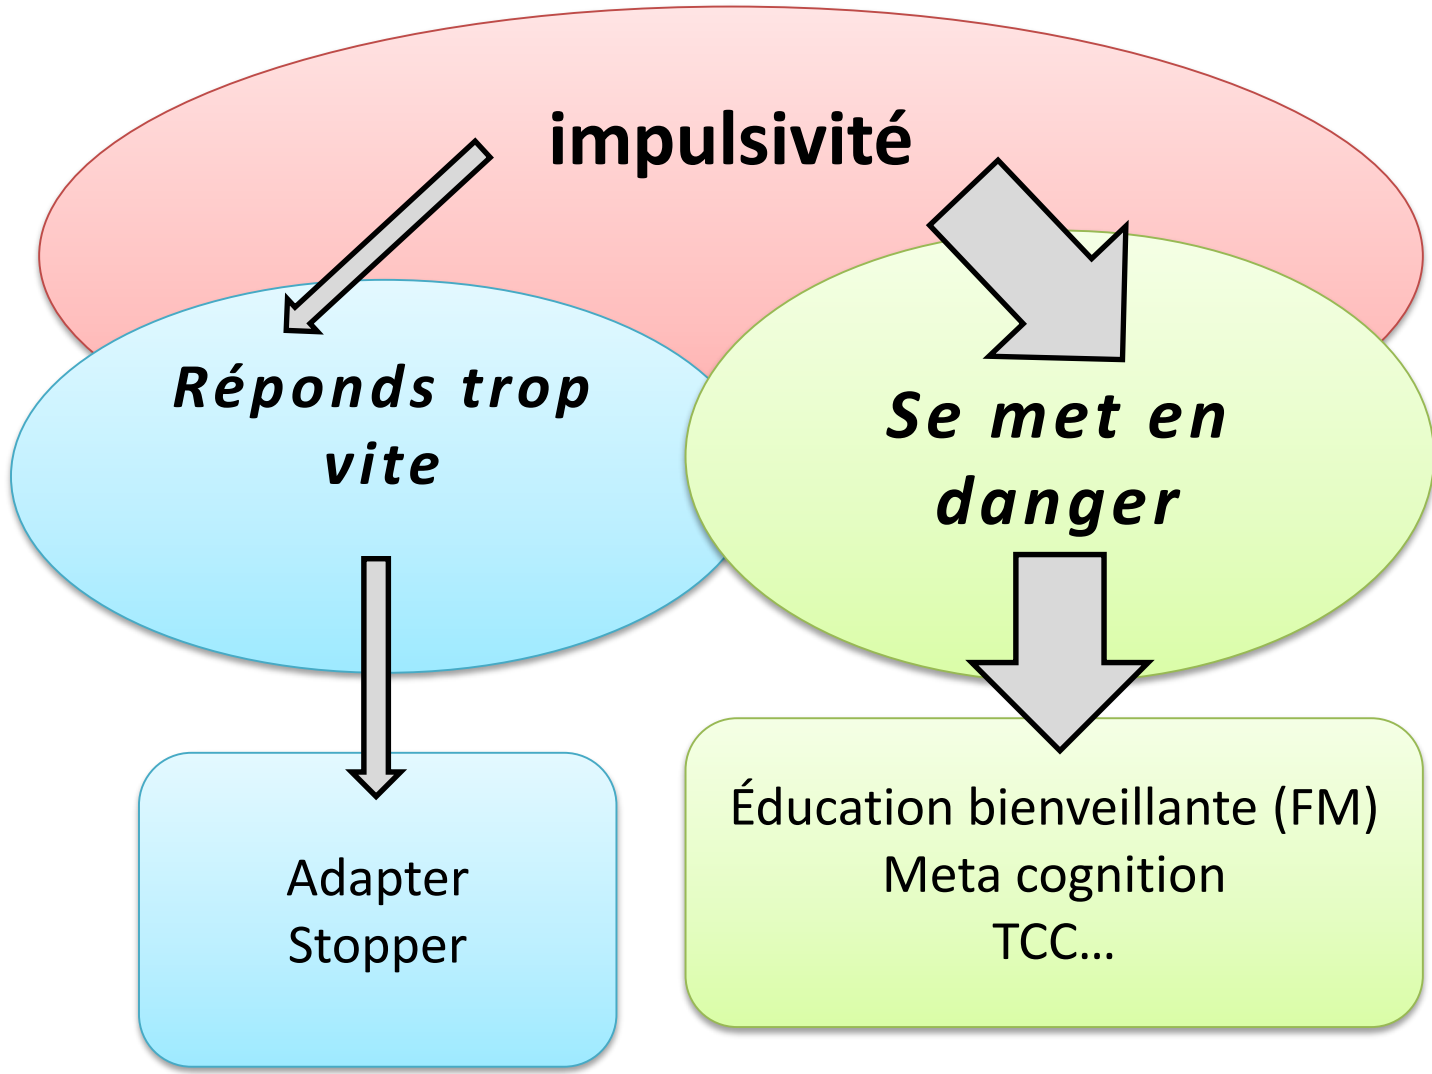 impulsivité
Réponds trop
vite
Se met en
danger
Adapter
Stopper
Éducation bienveillante (FM)
Meta cognition
TCC…